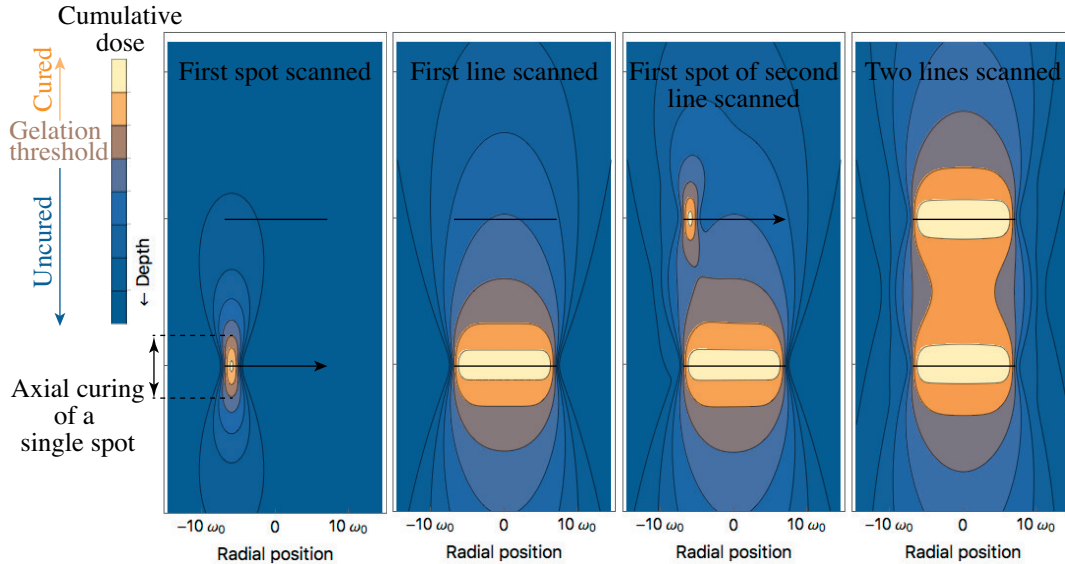 Cumulative
dose
Cured
Gelation
threshold
Uncured
← Depth
Axial curing
of a
single spot
First spot scanned
−10 ω0 0 10 ω0
Radial position
First line scanned
−10 ω0 0 10 ω0
Radial position
First spot of second
line scanned
−10 ω0 0 10 ω0
Radial position
Two lines scanned
−10 ω0 0 10 ω0
Radial position